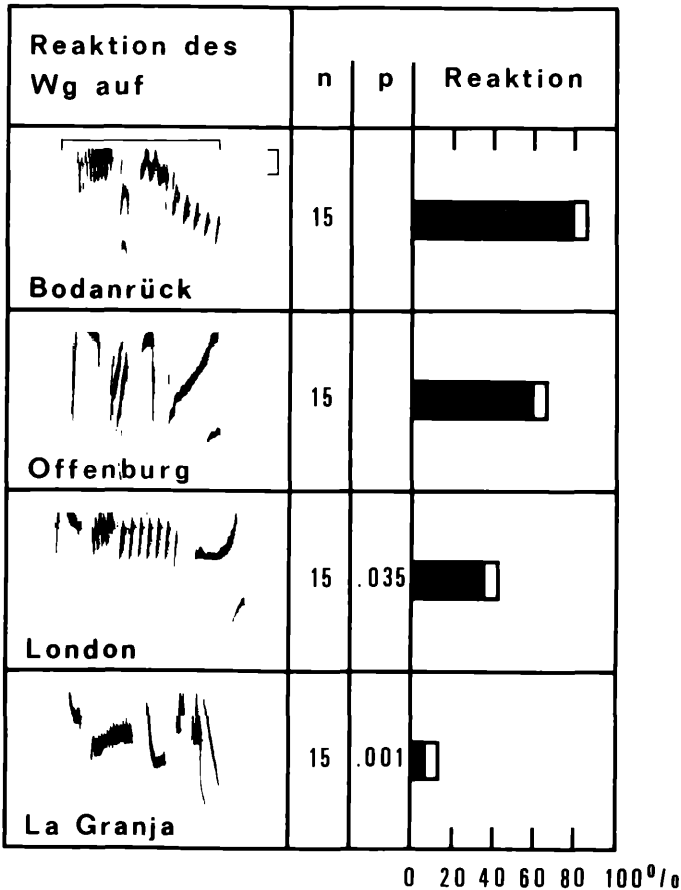 Reaktion des
Wg auf
n
p
Reaktion
15
Bodanrück
15
Offenburg
15
.035
London
15
.001
La Granja
0 20 40 60 80 100%